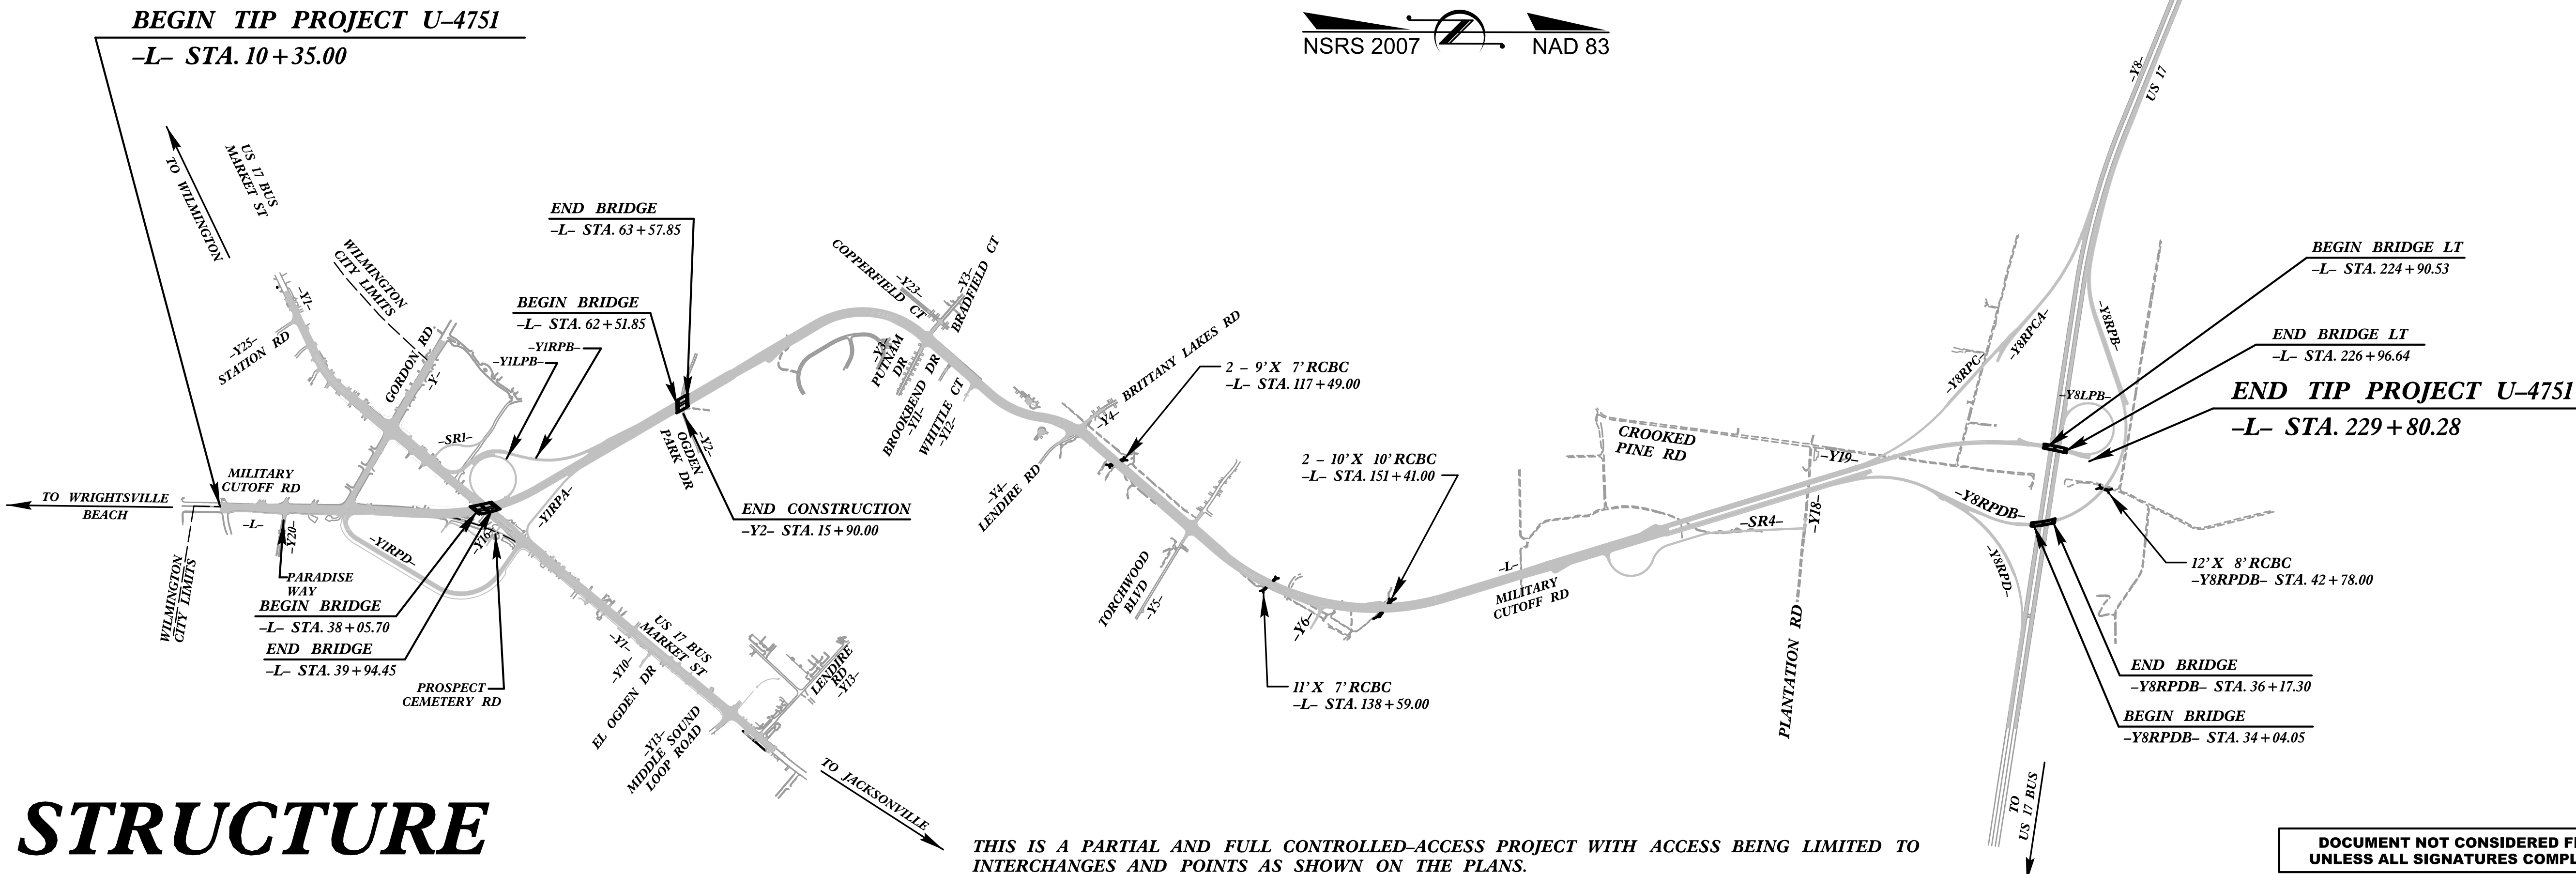 BEGIN TIP PROJECT U–4751
–L– STA. 10+35.00
NSRS 2007
NAD 83
–Y8–
US 17
TO WILMINGTON
US 17 BUS
MARKET ST
WILMINGTON
CITY LIMITS
END BRIDGE
–L– STA. 63+57.85
BEGIN BRIDGE
–L– STA. 62+51.85
–Y1RPB–
–Y1LPB–
–Y1–
–Y25–
STATION RD
GORDON RD
–Y–
–SR1–
MILITARY
CUTOFF RD
TO WRIGHTSVILLE
BEACH
–L–
–Y20–
WILMINGTON
CITY LIMITS
PARADISE
WAY
–Y1RPD–
–Y16–
–Y1RPA–
BEGIN BRIDGE
–L– STA. 38+05.70
END BRIDGE
–L– STA. 39+94.45
PROSPECT
CEMETERY RD
–Y2–
OGDEN
PARK DR
END CONSTRUCTION
–Y2– STA. 15+90.00
COPPERFIELD CT
–Y23–
–Y3–
BRADFIELD CT
–Y3–
PUTNAM
DR
BROOKBEND DR
–Y11–
WHITTLE CT
–Y12–
BRITTANY LAKES RD
–Y4–
–Y4–
LENDIRE RD
2 – 9' X 7' RCBC
–L– STA. 117+49.00
2 – 10' X 10' RCBC
–L– STA. 151+41.00
TORCHWOOD
BLVD
–Y5–
11' X 7' RCBC
–L– STA. 138+59.00
–Y6–
US 17 BUS
MARKET ST
–Y1–
–Y10–
EL OGDEN DR
–Y13–
MIDDLE SOUND
LOOP ROAD
LENDIRE
RD
–Y13–
TO JACKSONVILLE
CROOKED
PINE RD
–Y19–
–Y18–
–SR4–
–L–
MILITARY
CUTOFF RD
PLANTATION RD
–Y8RPC–
–Y8RPCA–
–Y8RPB–
–Y8LPB–
–Y8RPDB–
–Y8RPD–
BEGIN BRIDGE LT
–L– STA. 224+90.53
END BRIDGE LT
–L– STA. 226+96.64
END TIP PROJECT U–4751
–L– STA. 229+80.28
12' X 8' RCBC
–Y8RPDB– STA. 42+78.00
END BRIDGE
–Y8RPDB– STA. 36+17.30
BEGIN BRIDGE
–Y8RPDB– STA. 34+04.05
TO
US 17 BUS
STRUCTURE
THIS IS A PARTIAL AND FULL CONTROLLED–ACCESS PROJECT WITH ACCESS BEING LIMITED TO
INTERCHANGES AND POINTS AS SHOWN ON THE PLANS.
DOCUMENT NOT CONSIDERED
UNLESS ALL SIGNATURES